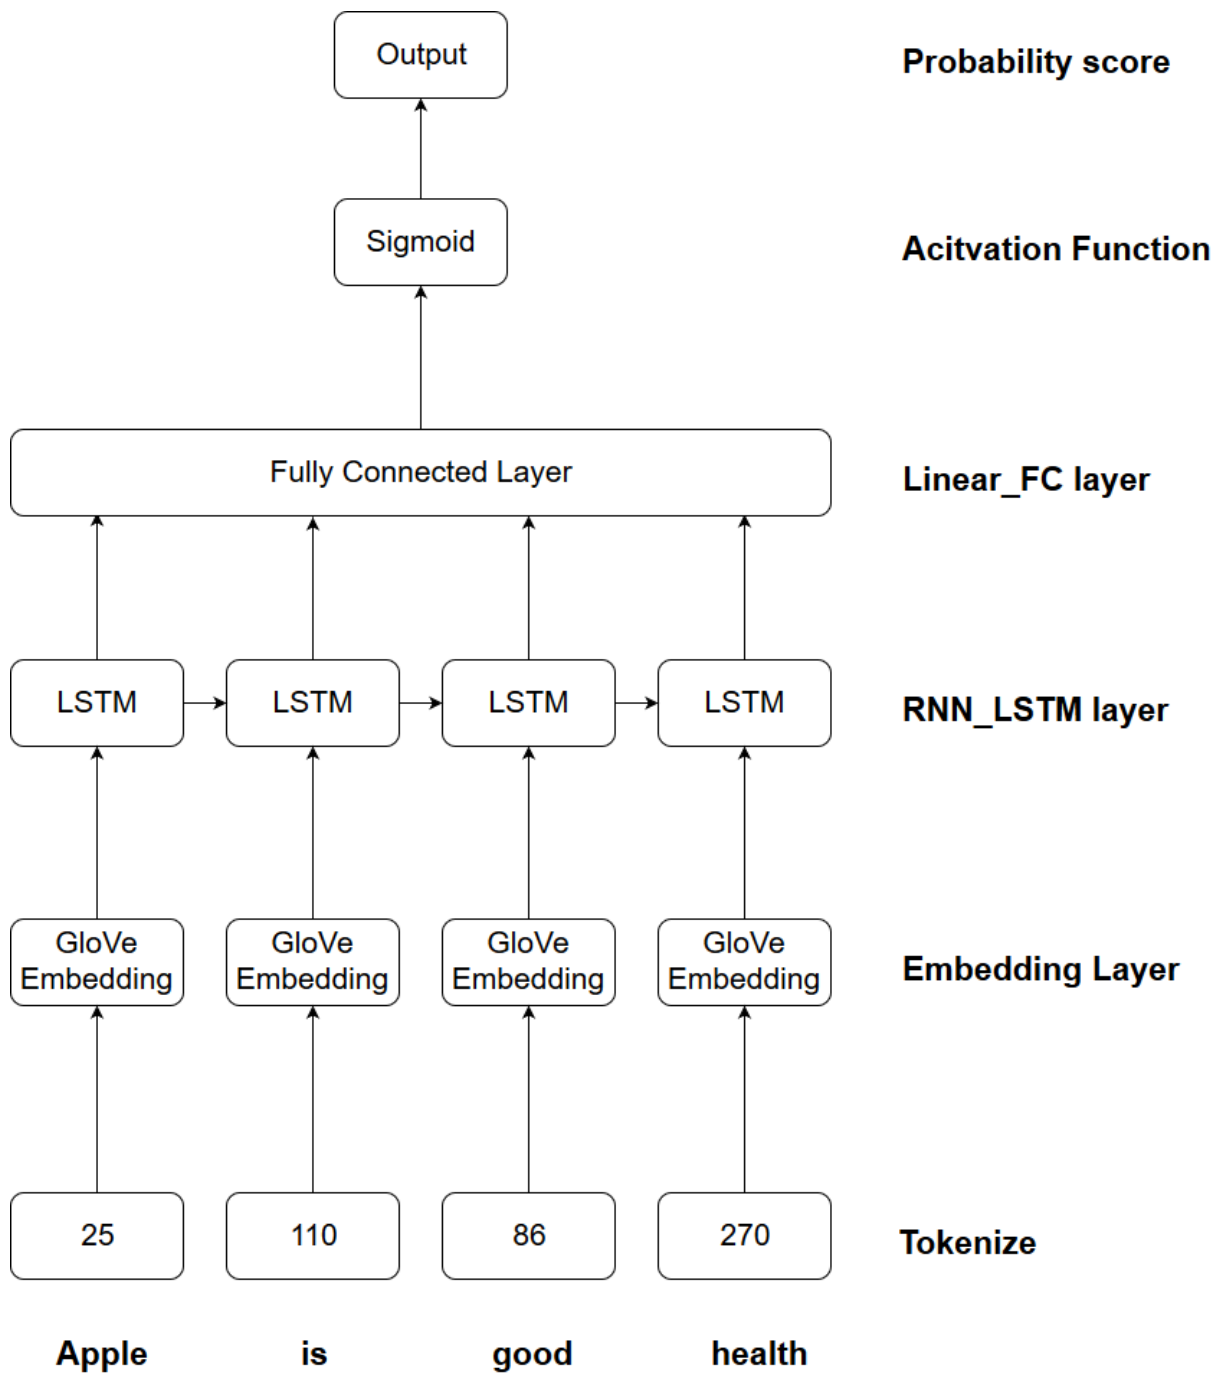 Output
Probability score
Sigmoid
Acitvation Function
Fully Connected Layer
Linear_FC layer
LSTM
LSTM
LSTM
LSTM
RNN_LSTM layer
GloVe
Embedding
GloVe
Embedding
GloVe
Embedding
GloVe
Embedding
Embedding Layer
25
110
86
270
Tokenize
Apple
is
good
health